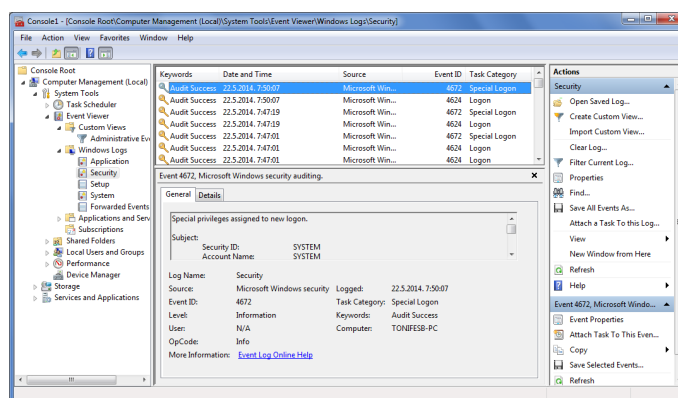 Console1 - [Console Root\Computer Management (Local)\System Tools\Event Viewer\Windows Logs\Security]
File Action View Favorites Window Help
Console Root
Computer Management (Local)
System Tools
Task Scheduler
Event Viewer
Custom Views
Administrative Eve
Windows Logs
Application
Security
Setup
System
Forwarded Events
Applications and Serv
Subscriptions
Shared Folders
Local Users and Groups
Performance
Device Manager
Storage
Services and Applications
Keywords Date and Time Source Event ID Task Category
Audit Success 22.5.2014. 7:50:07 Microsoft Win... 4672 Special Logon
Audit Success 22.5.2014. 7:50:07 Microsoft Win... 4624 Logon
Audit Success 22.5.2014. 7:47:19 Microsoft Win... 4672 Special Logon
Audit Success 22.5.2014. 7:47:19 Microsoft Win... 4624 Logon
Audit Success 22.5.2014. 7:47:01 Microsoft Win... 4672 Special Logon
Audit Success 22.5.2014. 7:47:01 Microsoft Win... 4624 Logon
Audit Success 22.5.2014. 7:47:01 Microsoft Win... 4624 Logon
Event 4672, Microsoft Windows security auditing.
General Details
Special privileges assigned to new logon.
Subject:
Security ID: SYSTEM
Account Name: SYSTEM
Log Name: Security
Source: Microsoft Windows security Logged: 22.5.2014. 7:50:07
Event ID: 4672 Task Category: Special Logon
Level: Information Keywords: Audit Success
User: N/A Computer: TONIFESB-PC
OpCode: Info
More Information: Event Log Online Help
Actions
Security
Open Saved Log...
Create Custom View...
Import Custom View...
Clear Log...
Filter Current Log...
Properties
Find...
Save All Events As...
Attach a Task To this Log...
View
New Window from Here
Refresh
Help
Event 4672, Microsoft Windo...
Event Properties
Attach Task To This Even...
Copy
Save Selected Events...
Refresh